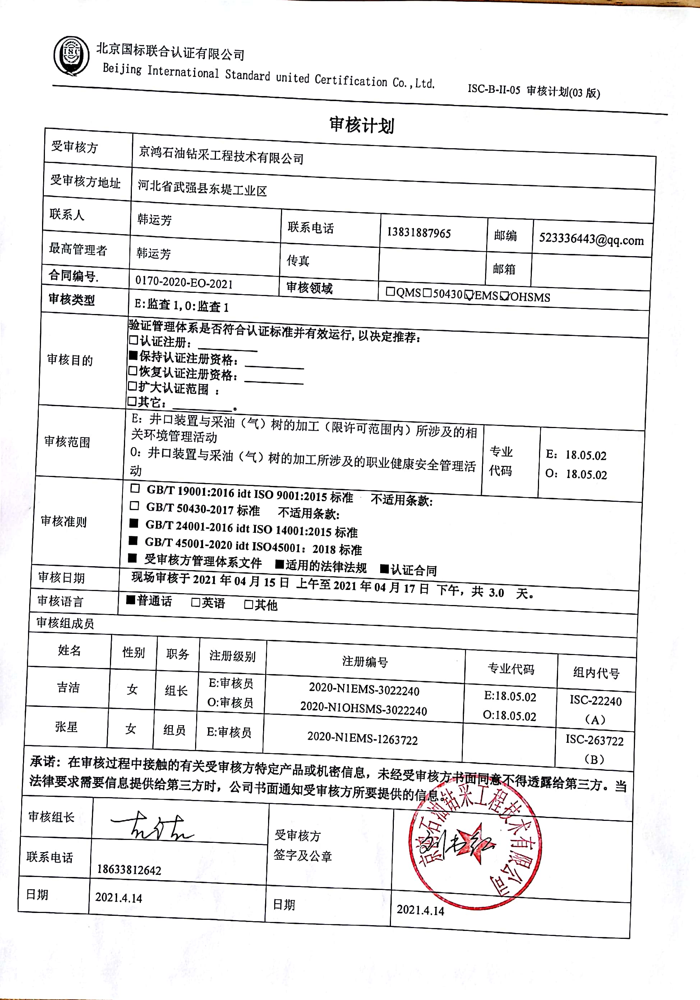 ISC
北京国标联合认证有限公司
Beijing International Standard united Certification Co.,Ltd.
ISC-B-II-05 审核计划(03 版)
审核计划
受审核方 京鸿石油钻采工程技术有限公司
受审核方地址 河北省武强县东堤工业区
联系人 韩运芳 联系电话 13831887965 邮编 523336443@qq.com
最高管理者 韩运芳 传真 邮箱
合同编号. 0170-2020-EO-2021 审核领域 □QMS□50430☑EMS☑OHSMS
审核类型 E:监查 1,O:监查 1
审核目的
验证管理体系是否符合认证标准并有效运行,以决定推荐:
□认证注册:
■保持认证注册资格:
□恢复认证注册资格:
□扩大认证范围 :
□其它: 。
审核范围
E: 井口装置与采油(气)树的加工(限许可范围内)所涉及的相
关环境管理活动
O: 井口装置与采油(气)树的加工所涉及的职业健康安全管理活
动
专业
代码
E: 18.05.02
O: 18.05.02
审核准则
□ GB/T 19001:2016 idt ISO 9001:2015 标准 不适用条款:
□ GB/T 50430-2017 标准 不适用条款:
■ GB/T 24001-2016 idt ISO 14001:2015 标准
■ GB/T 45001-2020 idt ISO45001: 2018 标准
■ 受审核方管理体系文件 ■适用的法律法规 ■认证合同
审核日期 现场审核于 2021 年 04 月 15 日 上午至 2021 年 04 月 17 日 下午, 共 3.0 天。
审核语言 ■普通话 □英语 □其他
审核组成员
姓名 性别 职务 注册级别 注册编号 专业代码 组内代号
吉洁 女 组长
E:审核员 2020-N1EMS-3022240 E:18.05.02 ISC-22240
O:审核员 2020-N1OHSMS-3022240 O:18.05.02 (A)
张星 女 组员 E:审核员 2020-N1EMS-1263722 ISC-263722
(B)
承诺: 在审核过程中接触的有关受审核方特定产品或机密信息, 未经受审核方书面同意不得透露给第三方。当
法律要求需要信息提供给第三方时, 公司书面通知受审核方所要提供的信息。
审核组长 吉洁
受审核方
签字及公章
京鸿石油钻采工程技术有限公司
联系电话 18633812642
日期 2021.4.14 日期 2021.4.14